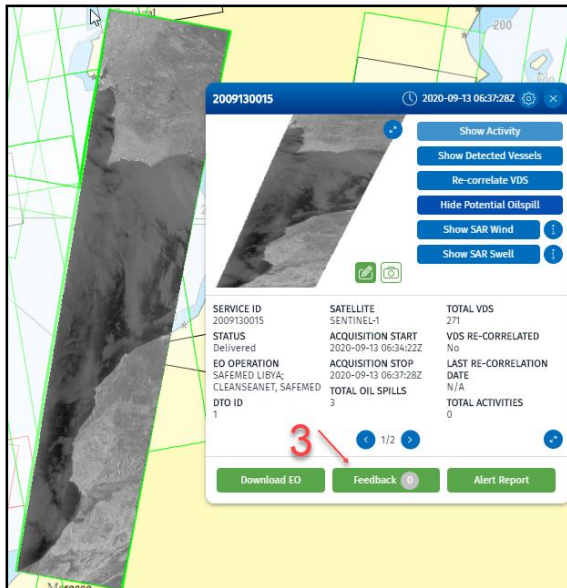 200
2009130015
2020-09-13 06:37:28Z
Show Activity
Show Detected Vessels
Re-correlate VDS
Hide Potential Oilspill
Show SAR Wind
Show SAR Swell
SERVICE ID
2009130015
STATUS
Delivered
EO OPERATION
SAFEMED LIBYA;
CLEANSEANET, SAFEMED
DTO ID
1
SATELLITE
SENTINEL-1
ACQUISITION START
2020-09-13 06:34:22Z
ACQUISITION STOP
2020-09-13 06:37:28Z
TOTAL OIL SPILLS
3
TOTAL VDS
271
VDS RE-CORRELATED
No
LAST RE-CORRELATION
DATE
N/A
TOTAL ACTIVITIES
0
3
1/2
Download EO
Feedback 0
Alert Report